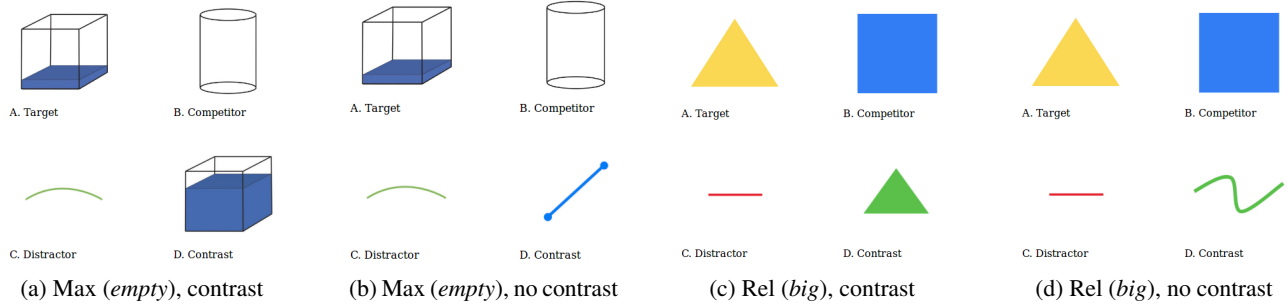 A. Target
B. Competitor
C. Distractor
D. Contrast
(a) Max (empty), contrast
A. Target
B. Competitor
C. Distractor
D. Contrast
(b) Max (empty), no contrast
A. Target
B. Competitor
C. Distractor
D. Contrast
(c) Rel (big), contrast
A. Target
B. Competitor
C. Distractor
D. Contrast
(d) Rel (big), no contrast